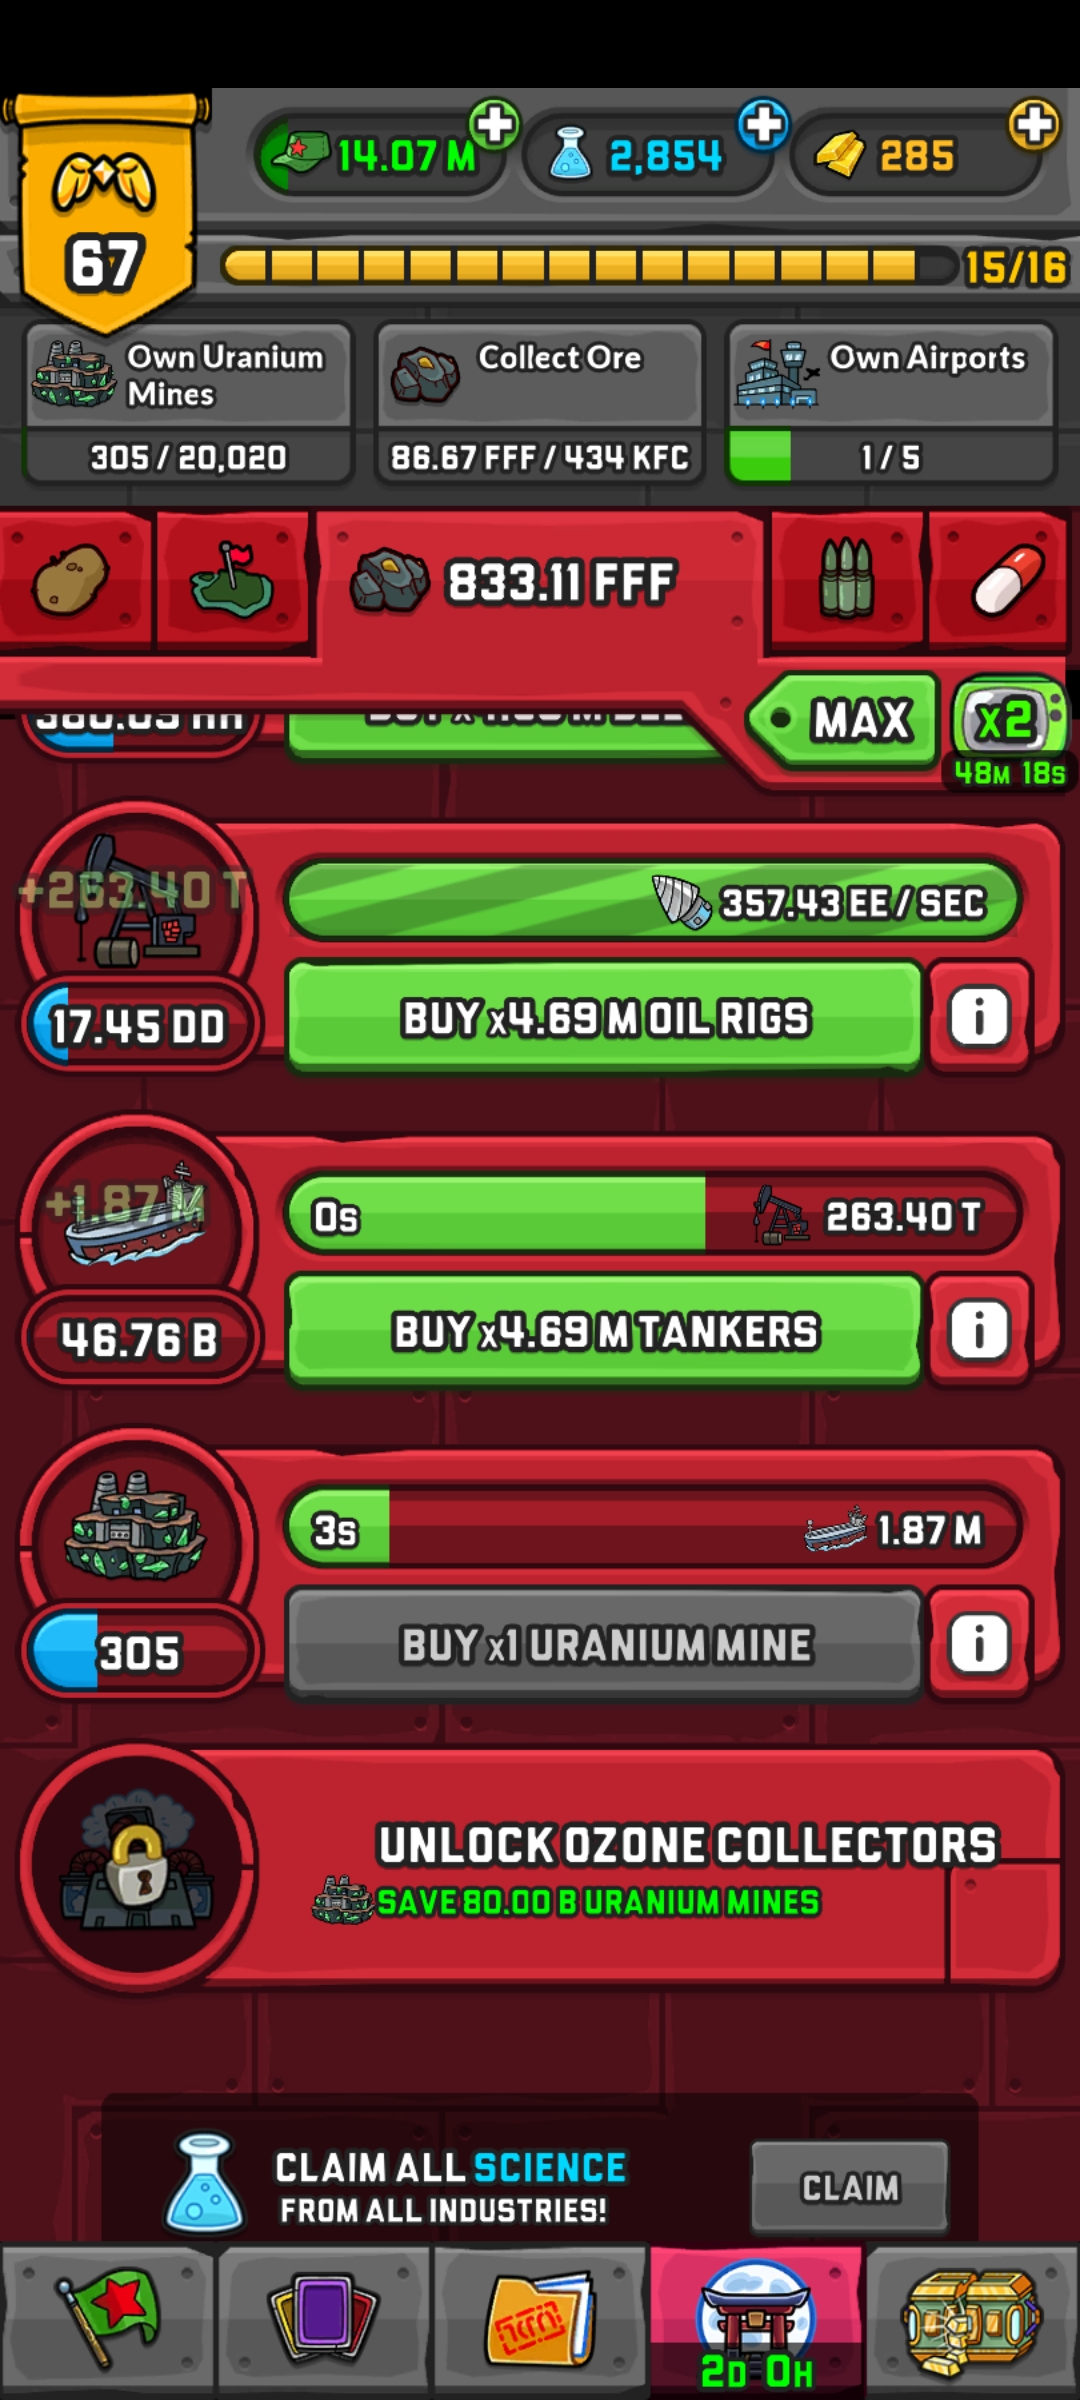 14.07 M
2,854
285
67
15/16
Own Uranium
Mines
305 / 20,020
Collect Ore
86.67 FFF / 434 KFC
Own Airports
1 / 5
833.11 FFF
MAX
x2
48M 18S
+263.40 T
357.43 EE / SEC
17.45 DD
BUY x4.69 M OIL RIGS
i
+1.87 M
0s
263.40 T
46.76 B
BUY x4.69 M TANKERS
i
3s
1.87 M
305
BUY x1 URANIUM MINE
i
UNLOCK OZONE COLLECTORS
SAVE 80.00 B URANIUM MINES
CLAIM ALL SCIENCE
FROM ALL INDUSTRIES!
CLAIM
2D 0H